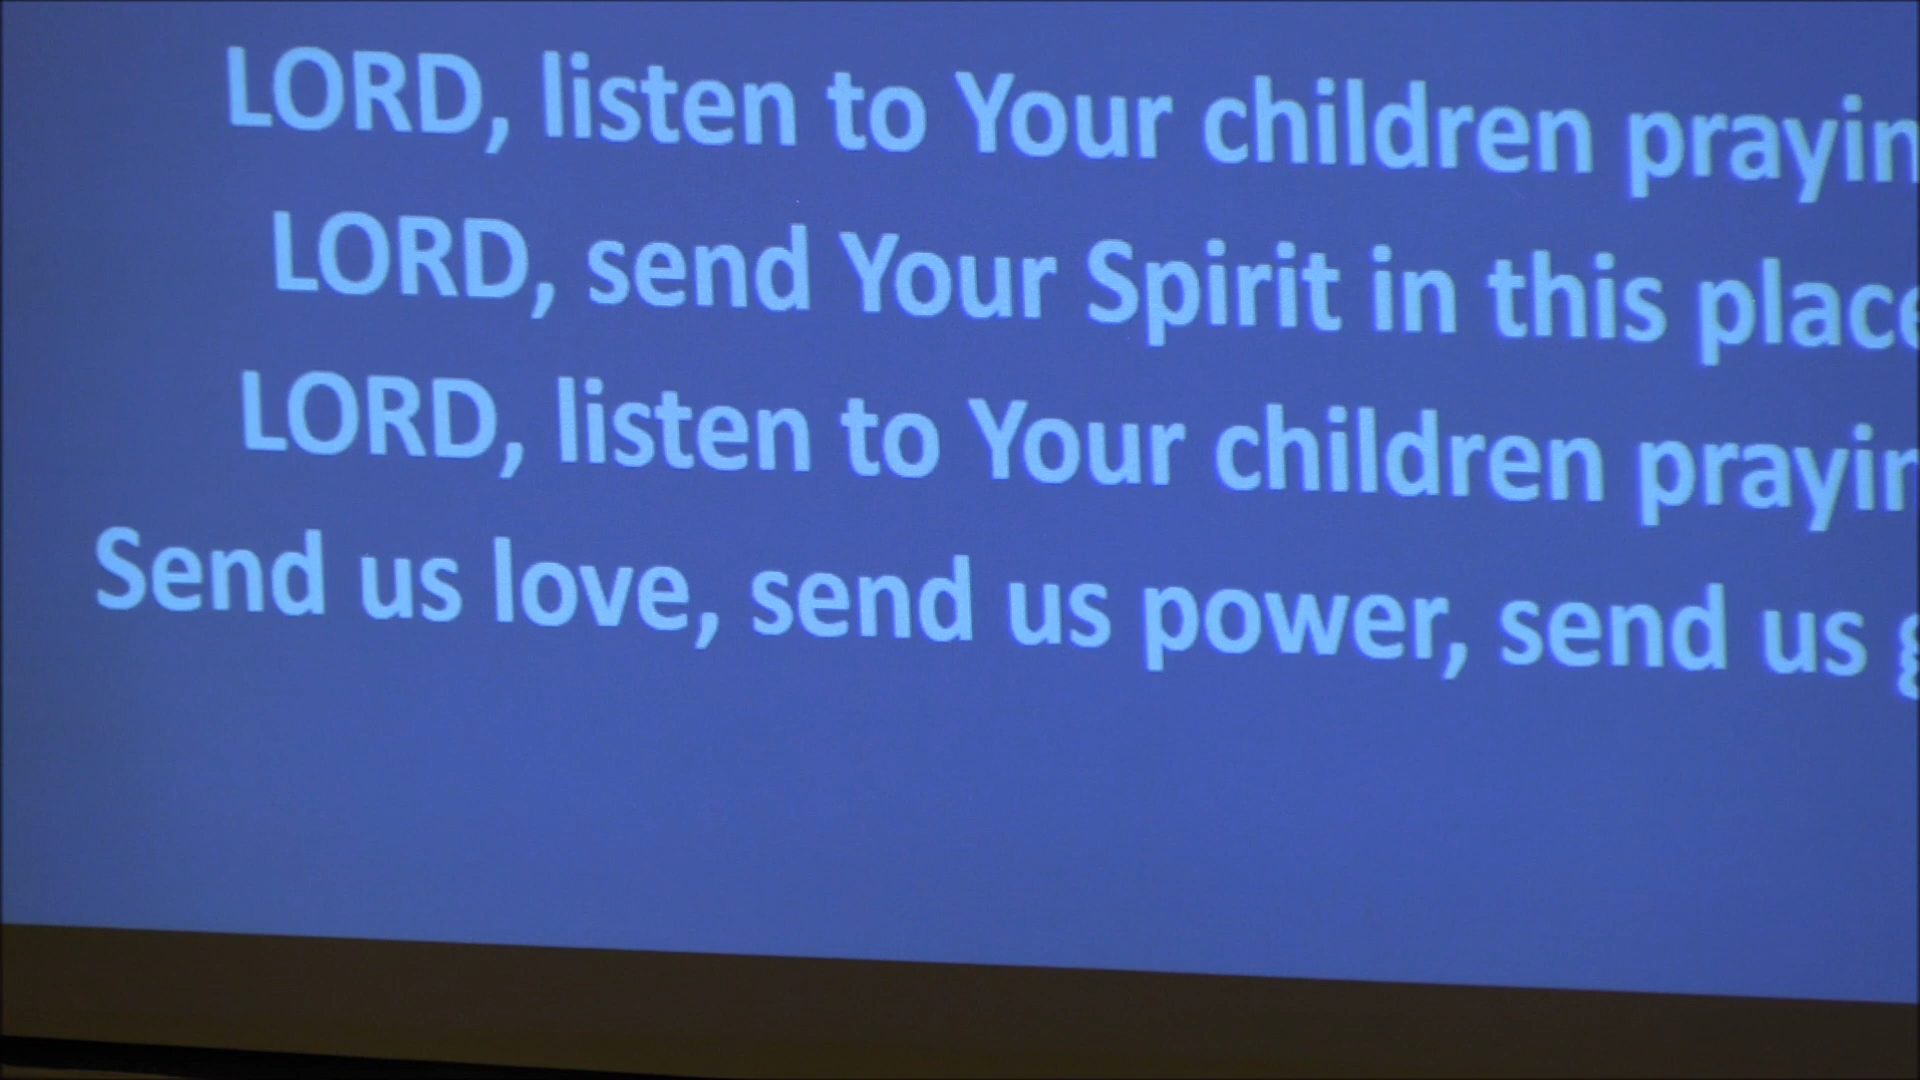 LORD, listen to Your children prayin
LORD, send Your Spirit in this place
LORD, listen to Your children prayin
Send us love, send us power, send us